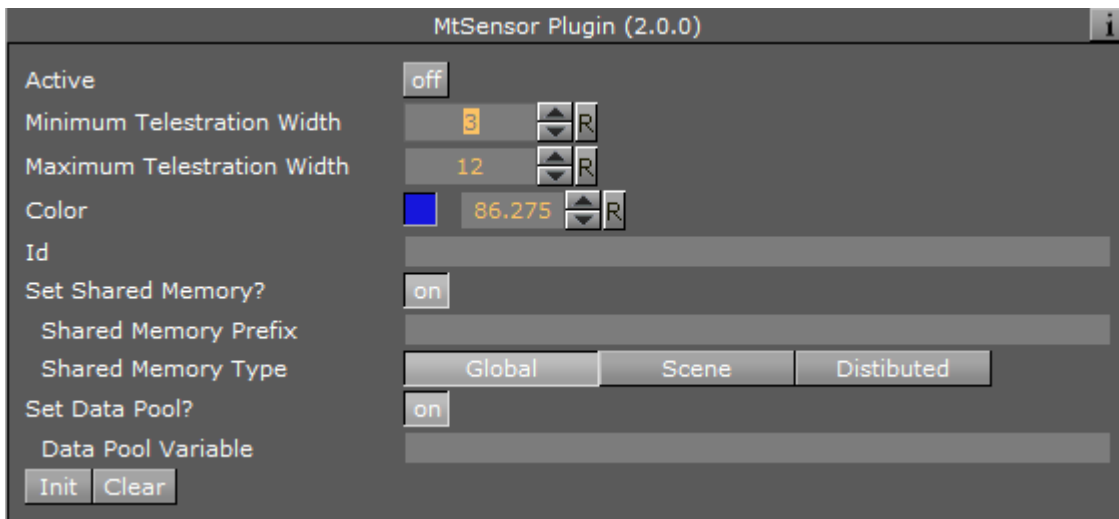 MtSensor Plugin (2.0.0) i
Active off
Minimum Telestration Width 3 R
Maximum Telestration Width 12 R
Color 86.275 R
Id
Set Shared Memory? on
Shared Memory Prefix
Shared Memory Type Global Scene Distibuted
Set Data Pool? on
Data Pool Variable
Init Clear